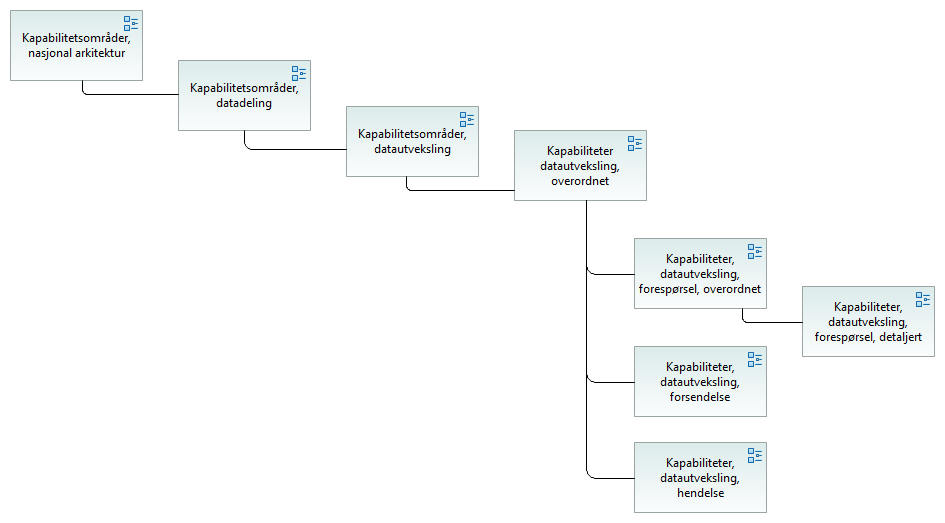 Kapabilitetsområder,
nasjonal arkitektur
Kapabilitetsområder,
datadeling
Kapabilitetsområder,
datautveksling
Kapabiliteter
datautveksling,
overordnet
Kapabiliteter,
datautveksling,
forespørsel, overordnet
Kapabiliteter,
datautveksling,
forespørsel, detaljert
Kapabiliteter,
datautveksling,
forsendelse
Kapabiliteter,
datautveksling,
hendelse